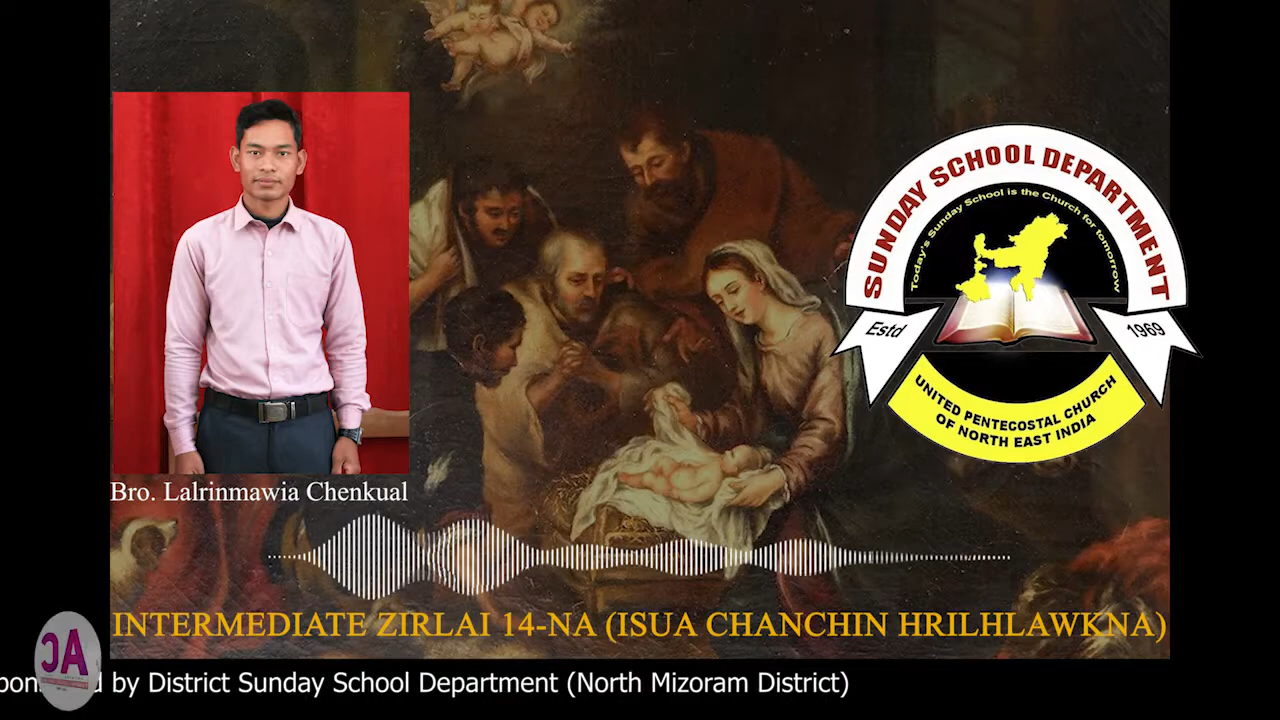 SUNDAY SCHOOL DEPARTMENT
Today's Sunday School is the Church for tomorrow
Estd 1969
UNITED PENTECOSTAL CHURCH
OF NORTH EAST INDIA
Bro. Lalrinmawia Chenkual
INTERMEDIATE ZIRLAI 14-NA (ISUA CHANCHIN HRILHLAWKNA)
by District Sunday School Department (North Mizoram District)